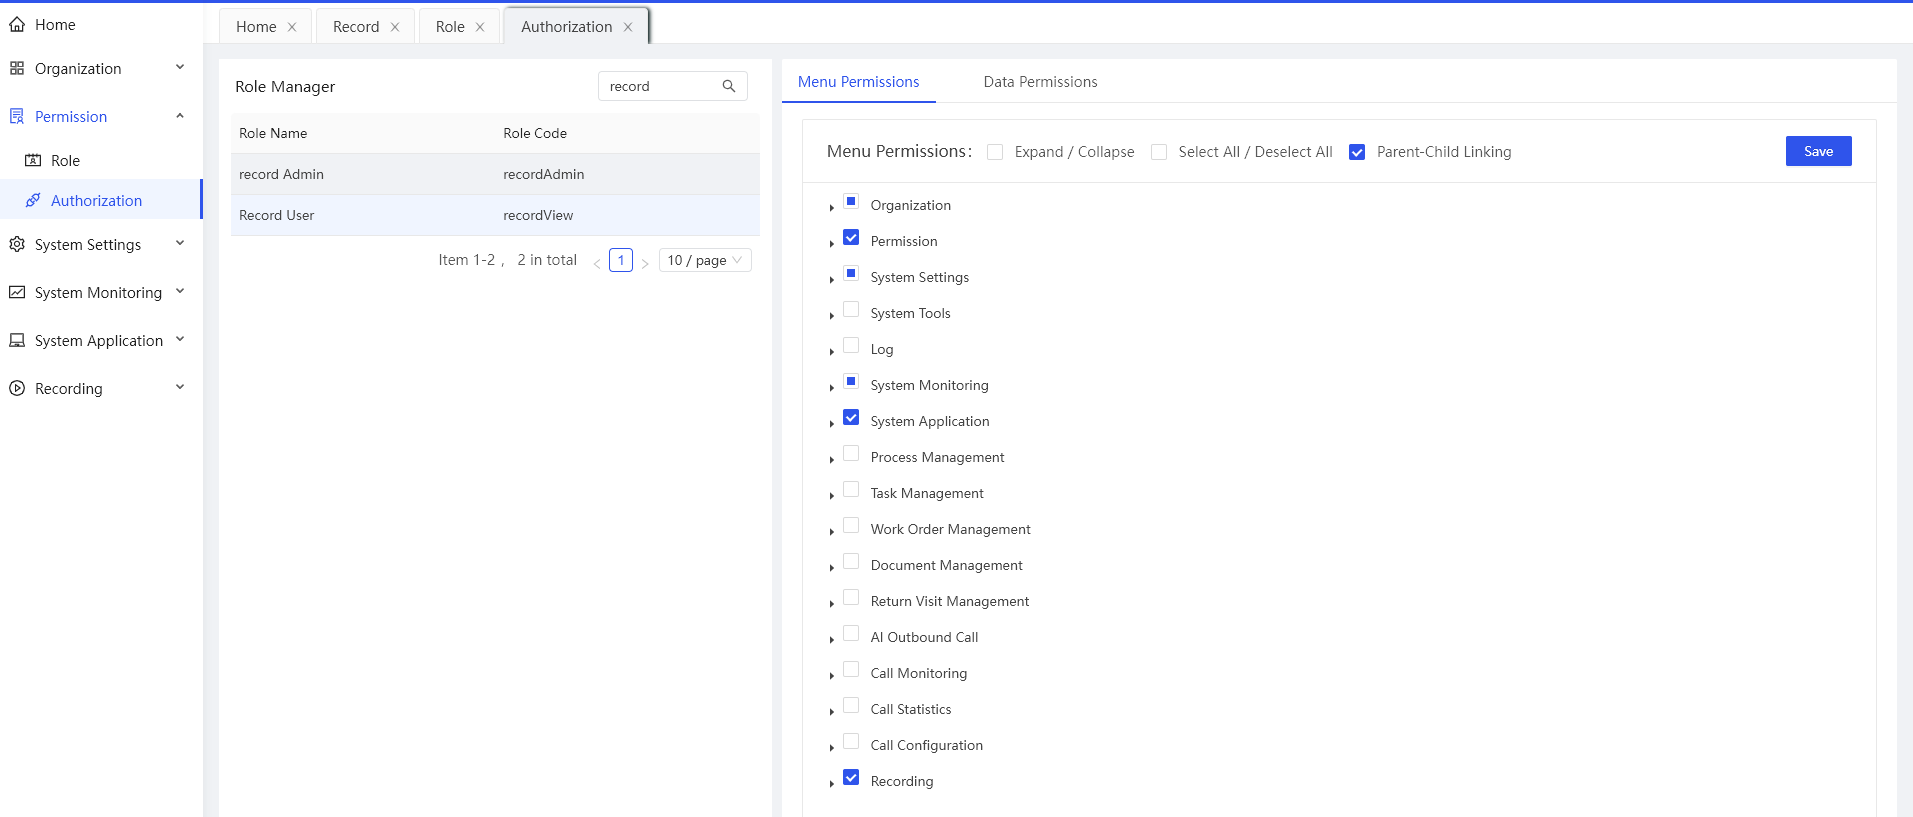 Home
Organization
Permission
Role
Authorization
System Settings
System Monitoring
System Application
Recording
Home
Record
Role
Authorization
Role Manager
record
Role Name Role Code
record Admin recordAdmin
Record User recordView
Item 1-2 , 2 in total 1 10 / page
Menu Permissions Data Permissions
Menu Permissions: Expand / Collapse Select All / Deselect All Parent-Child Linking Save
Organization
Permission
System Settings
System Tools
Log
System Monitoring
System Application
Process Management
Task Management
Work Order Management
Document Management
Return Visit Management
AI Outbound Call
Call Monitoring
Call Statistics
Call Configuration
Recording